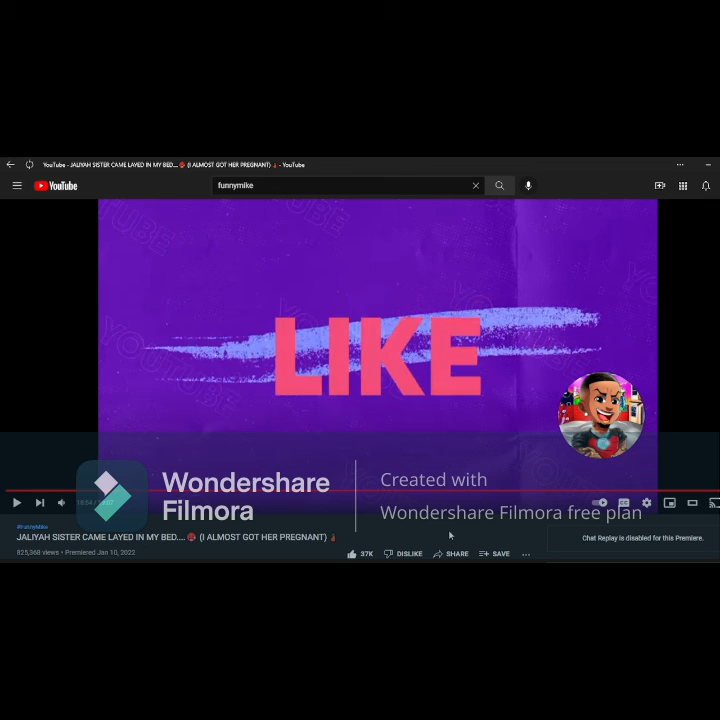 YouTube - JALIYAH SISTER CAME LAYED IN MY BED.... (I ALMOST GOT HER PREGNANT) - YouTube
YouTube
funnymike
LIKE
Wondershare
Filmora
Created with
Wondershare Filmora free plan
#FunnyMike
JALIYAH SISTER CAME LAYED IN MY BED.... (I ALMOST GOT HER PREGNANT)
825,368 views • Premiered Jan 10, 2022
37K
DISLIKE
SHARE
SAVE
Chat Replay is disabled for this Premiere.